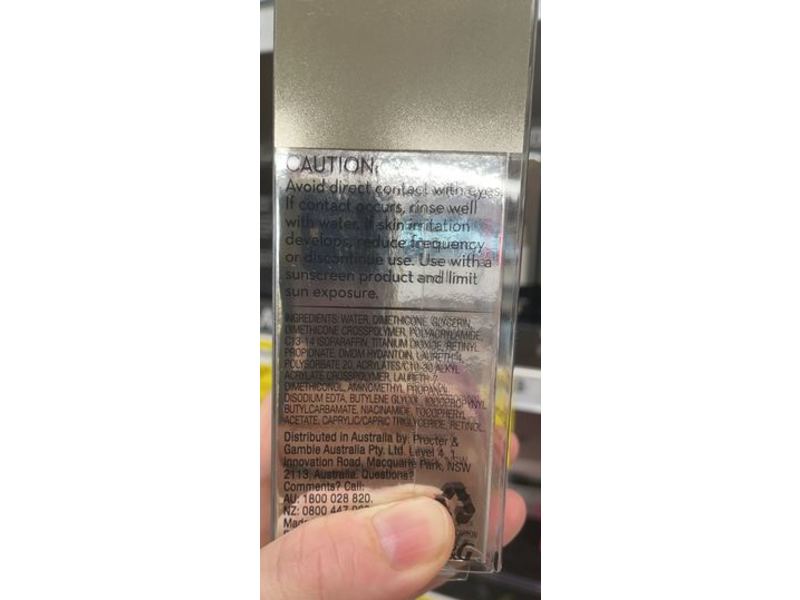 CAUTION:
Avoid direct contact with eyes.
If contact occurs, rinse well
with water. If skin irritation
develops, reduce frequency
or discontinue use. Use with a
sunscreen product and limit
sun exposure.
INGREDIENTS: WATER, DIMETHICONE, GLYCERIN,
DIMETHICONE CROSSPOLYMER, POLYACRYLAMIDE,
C13-14 ISOPARAFFIN, TITANIUM DIOXIDE, RETINYL
PROPIONATE, DMDM HYDANTOIN, LAURETH-4,
POLYSORBATE 20, ACRYLATES/C10-30 ALKYL
ACRYLATE CROSSPOLYMER, LAURETH-7,
DIMETHICONOL, AMINOMETHYL PROPANOL,
DISODIUM EDTA, BUTYLENE GLYCOL, IODOPROPYNYL
BUTYLCARBAMATE, NIACINAMIDE, TOCOPHERYL
ACETATE, CAPRYLIC/CAPRIC TRIGLYCERIDE, RETINOL.
Distributed in Australia by: Procter &
Gamble Australia Pty. Ltd. Level 4, 1
Innovation Road, Macquarie Park, NSW
2113, Australia. Questions?
Comments? Call:
AU: 1800 028 820.
NZ: 0800 447
Made